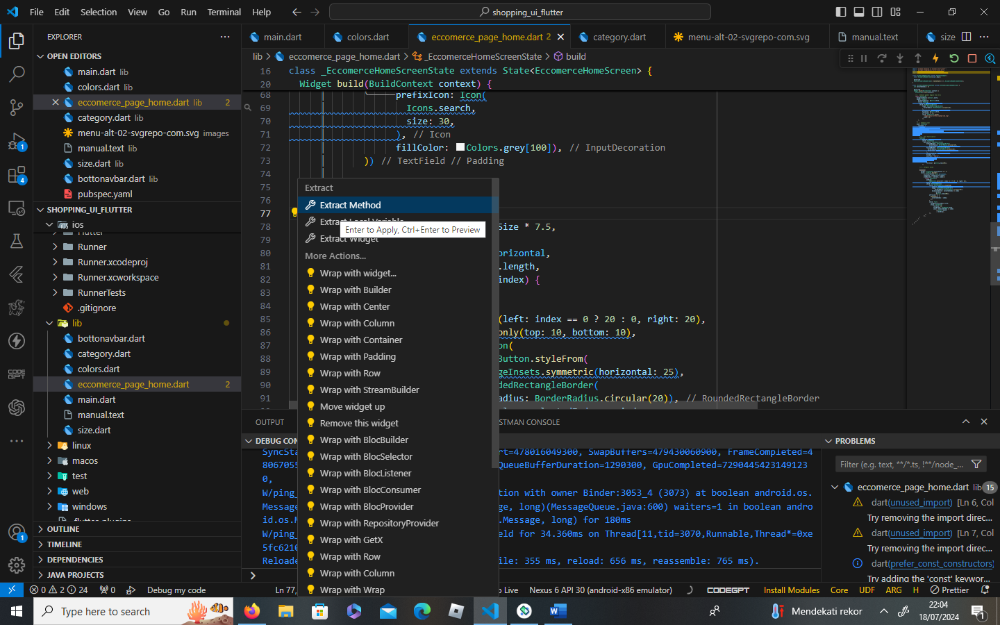 File Edit Selection View Go Run Terminal Help
shopping_ui_flutter
EXPLORER
OPEN EDITORS
main.dart lib
colors.dart lib
eccomerce_page_home.dart lib 2
category.dart lib
menu-alt-02-svgrepo-com.svg images
manual.text lib
size.dart lib
bottonavbar.dart lib
pubspec.yaml
SHOPPING_UI_FLUTTER
ios
Runner
Runner.xcodeproj
Runner.xcworkspace
RunnerTests
.gitignore
lib
bottonavbar.dart
category.dart
colors.dart
eccomerce_page_home.dart 2
main.dart
manual.text
size.dart
linux
macos
test
web
windows
OUTLINE
TIMELINE
DEPENDENCIES
JAVA PROJECTS
1
4
1
main.dart colors.dart eccomerce_page_home.dart 2 category.dart menu-alt-02-svgrepo-com.svg manual.text size
lib > eccomerce_page_home.dart > _EccomerceHomeScreenState > build
16 class _EccomerceHomeScreenState extends State<EccomerceHomeScreen> {
20 Widget build(BuildContext context) {
68 prefixIcon: Icon(
69 Icons.search,
70 size: 30,
71 ), // Icon
72 fillColor: Colors.grey[100]), // InputDecoration
73 )) // TextField // Padding
74
75
76
77
78 Size * 7.5,
79
80 orizontal,
81 .length,
82 index) {
83
84
85 (left: index == 0 ? 20 : 0, right: 20),
86 only(top: 10, bottom: 10),
87 on(
88 Button.styleFrom(
89 geInsets.symmetric(horizontal: 25),
90 dedRectangleBorder(
91 adius: BorderRadius.circular(20)), // RoundedRectangleBorder
Extract
Extract Method
Extract Local Variable
Enter to Apply, Ctrl+Enter to Preview
Extract Widget
More Actions...
Wrap with widget...
Wrap with Builder
Wrap with Center
Wrap with Column
Wrap with Container
Wrap with Padding
Wrap with Row
Wrap with StreamBuilder
Move widget up
Remove this widget
Wrap with BlocBuilder
Wrap with BlocSelector
Wrap with BlocListener
Wrap with BlocConsumer
Wrap with BlocProvider
Wrap with RepositoryProvider
Wrap with GetX
Wrap with Row
Wrap with Column
Wrap with Wrap
OUTPUT STMAN CONSOLE
DEBUG CON
SyncSta rt=478016049300, SwapBuffers=479430060900, FrameCompleted=4
8067055 QueueBufferDuration=1290300, GpuCompleted=7290445423149123
0,
W/ping_ tion with owner Binder:3053_4 (3073) at boolean android.os.
Message ge, long)(MessageQueue.java:600) waiters=1 in boolean andro
id.os.M .Message, long) for 180ms
W/ping_ eld for 34.360ms on Thread[11,tid=3070,Runnable,Thread*=0xe
5fc6210
Reloade ile: 355 ms, reload: 656 ms, reassemble: 765 ms).
PROBLEMS
Filter (e.g. text, **/*.ts, !**/node_...
eccomerce_page_home.dart lib 15
dart(unused_import) [Ln 6, Col
Try removing the import direc...
dart(unused_import) [Ln 7, Col
Try removing the import direc...
dart(prefer_const_constructors)
Try adding the 'const' keywor...
0 2 24 0 Debug my code Ln 77, Live Nexus 6 API 30 (android-x86 emulator) CODEGPT Install Modules Core UDF ARG H Prettier
Type here to search
Mendekati rekor
22:04
18/07/2024
1